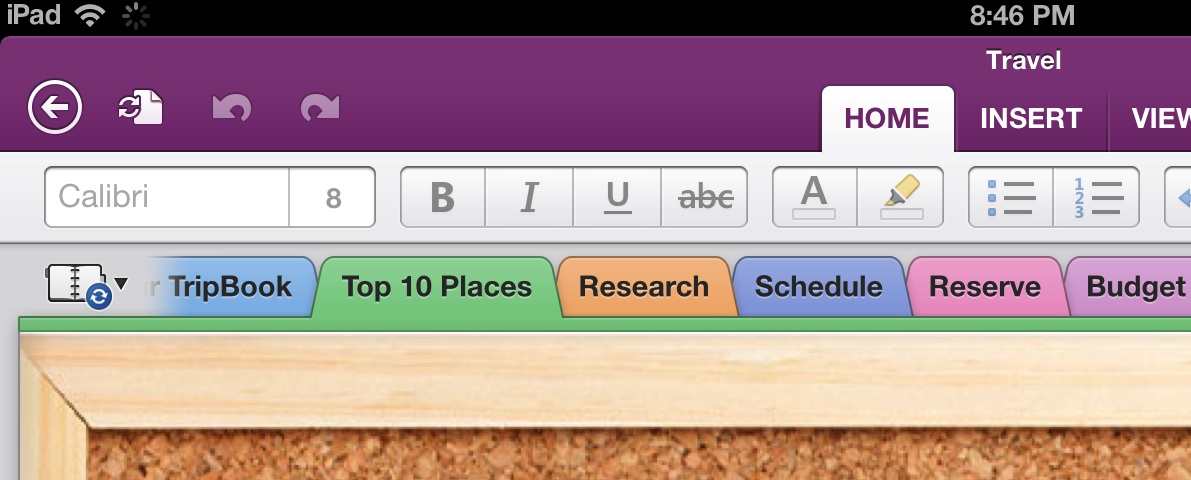 iPad 8:46 PM
Travel
HOME INSERT VIEW
Calibri 8 B I U abc A 1 2 3
r TripBook Top 10 Places Research Schedule Reserve Budget